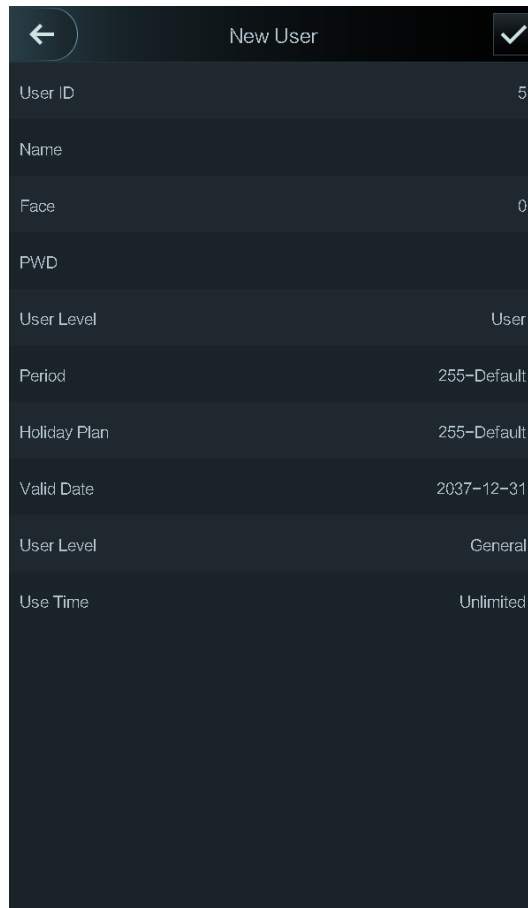 New User
User ID 5
Name
Face 0
PWD
User Level User
Period 255-Default
Holiday Plan 255-Default
Valid Date 2037-12-31
User Level General
Use Time Unlimited